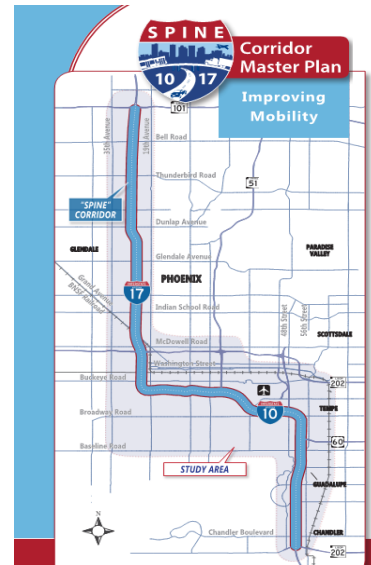 SPINE
10 17
Corridor
Master Plan
Improving
Mobility
101
35th Avenue
19th Avenue
Bell Road
Thunderbird Road
51
"SPINE"
CORRIDOR
Dunlap Avenue
GLENDALE
Glendale Avenue
PARADISE
VALLEY
PHOENIX
Grand Avenue
BNSF Railroad
17
Indian School Road
48th Street
56th Street
SCOTTSDALE
McDowell Road
Washington Street
Buckeye Road
202
10
TEMPE
Broadway Road
60
Baseline Road
STUDY AREA
GUADALUPE
N
Chandler Boulevard
CHANDLER
202